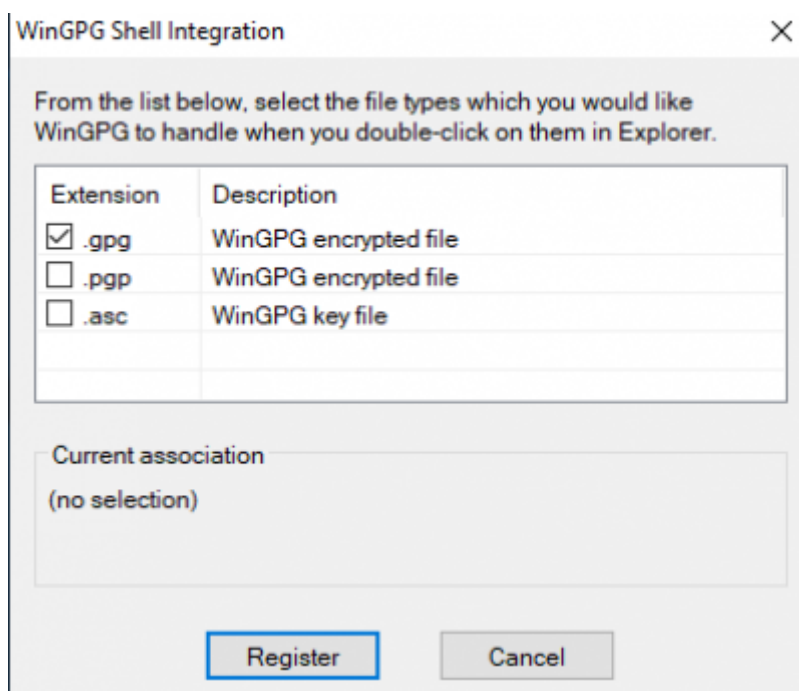 WinGPG Shell Integration
From the list below, select the file types which you would like
WinGPG to handle when you double-click on them in Explorer.
Extension Description
.gpg WinGPG encrypted file
.pgp WinGPG encrypted file
.asc WinGPG key file
Current association
(no selection)
Register Cancel